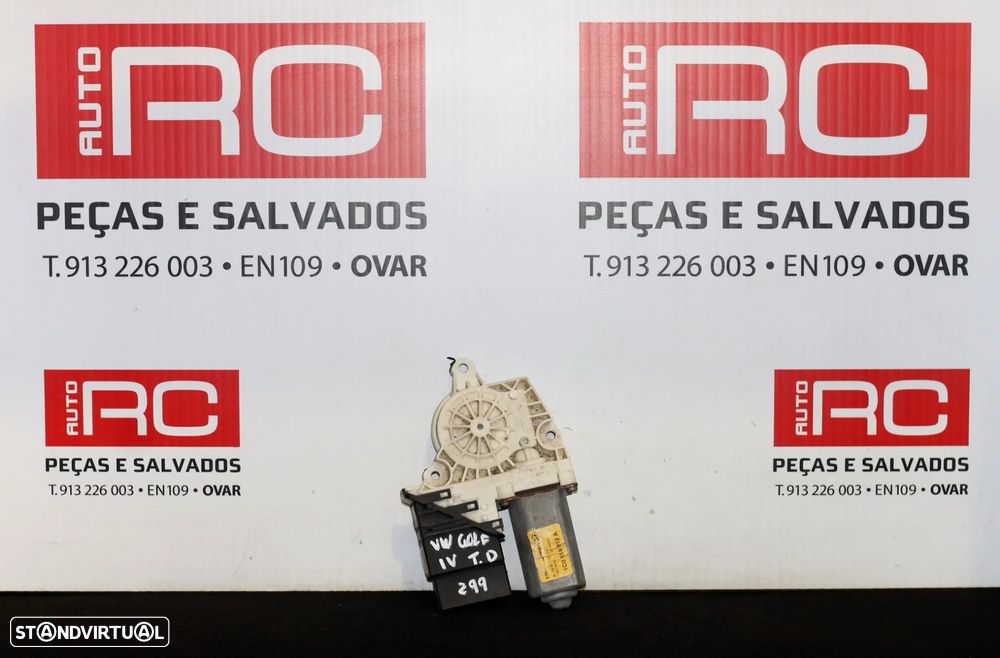 AUTO RC
PEÇAS E SALVADOS
T. 913 226 003 • EN109 • OVAR
AUTO RC
PEÇAS E SALVADOS
T. 913 226 003 • EN109 • OVAR
AUTO RC
PEÇAS E SALVADOS
T. 913 226 003 • EN109 • OVAR
AUTO RC
PEÇAS E SALVADOS
T. 913 226 003 • EN109 • OVAR
VW GOLF
IV T.D
299
STANDVIRTUAL